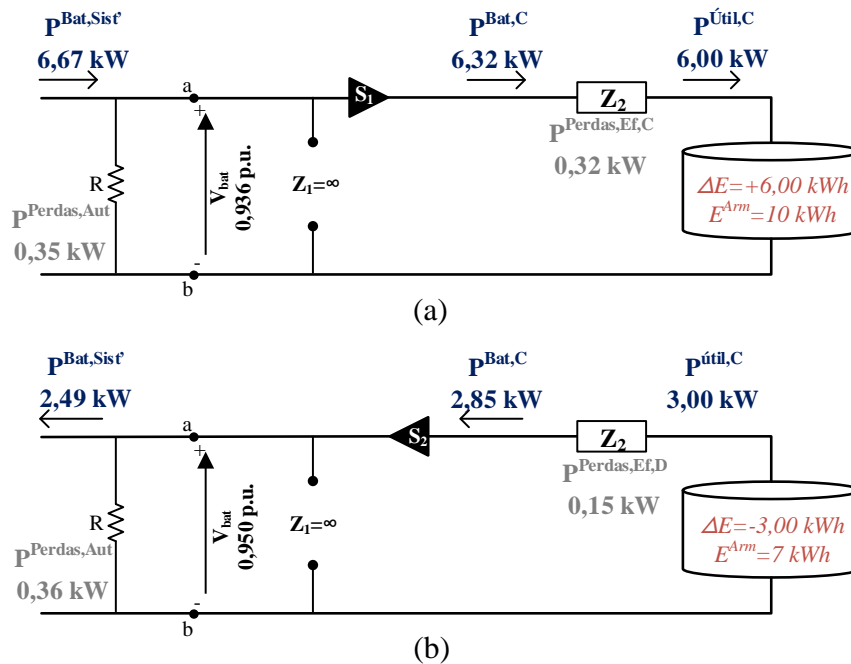 P^Bat,Sist'
6,67 kW
P^Bat,C
6,32 kW
P^Útil,C
6,00 kW
a
S₁
Z₂
+
P^Perdas,Ef,C
0,32 kW
R
V_bat
0,936 p.u.
Z₁=∞
ΔE=+6,00 kWh
E^Arm=10 kWh
P^Perdas,Aut
0,35 kW
-
b
(a)
P^Bat,Sist'
2,49 kW
P^Bat,C
2,85 kW
P^útil,C
3,00 kW
a
S₂
Z₂
+
P^Perdas,Ef,D
0,15 kW
R
V_bat
0,950 p.u.
Z₁=∞
ΔE=-3,00 kWh
E^Arm=7 kWh
P^Perdas,Aut
0,36 kW
-
b
(b)